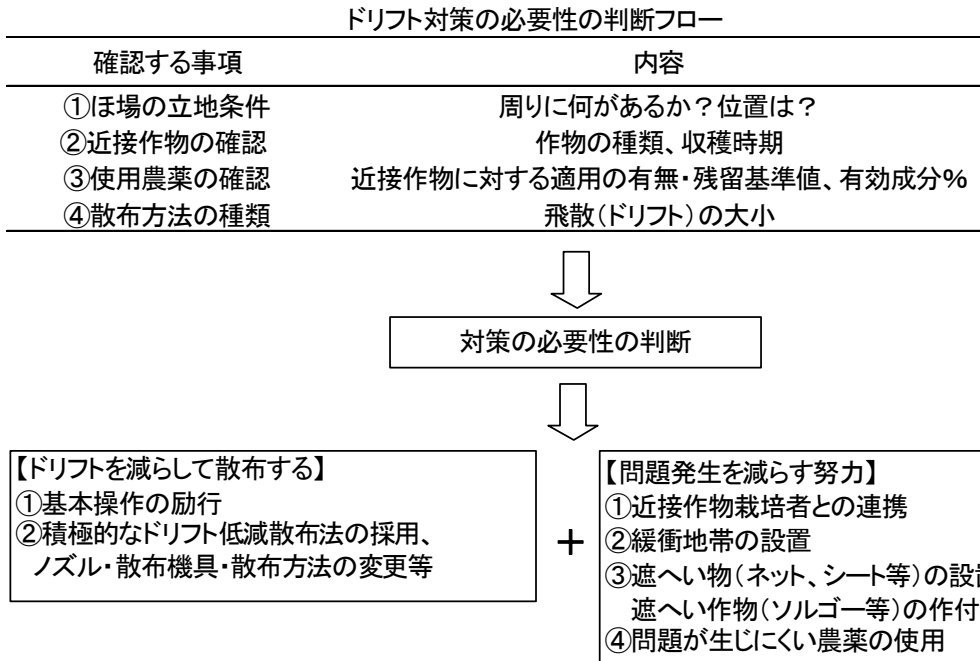 ドリフト対策の必要性の判断フロー
確認する事項 内容
①ほ場の立地条件 周りに何があるか?位置は?
②近接作物の確認 作物の種類、収穫時期
③使用農薬の確認 近接作物に対する適用の有無・残留基準値、有効成分%
④散布方法の種類 飛散(ドリフト)の大小
対策の必要性の判断
【ドリフトを減らして散布する】
①基本操作の励行
②積極的なドリフト低減散布法の採用、
ノズル・散布機具・散布方法の変更等
+
【問題発生を減らす努力】
①近接作物栽培者との連携
②緩衝地帯の設置
③遮へい物(ネット、シート等)の設
遮へい作物(ソルゴー等)の作付
④問題が生じにくい農薬の使用